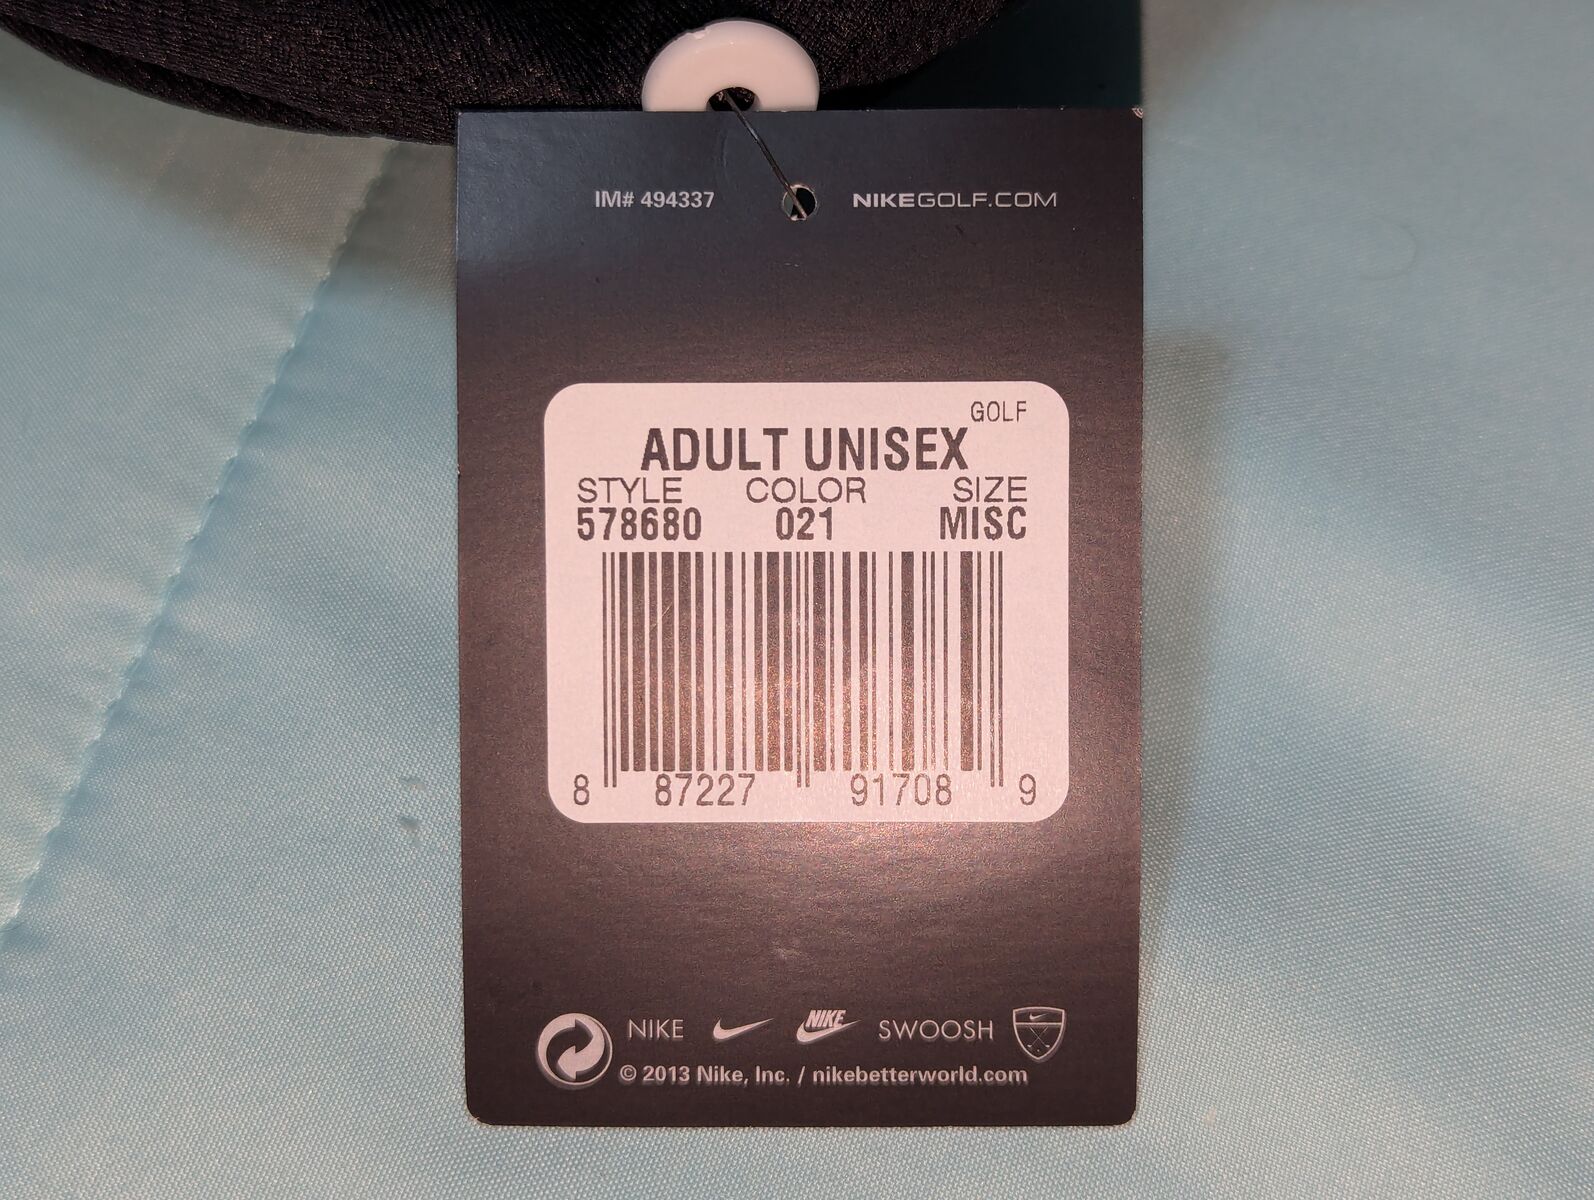 IM# 494337 NIKEGOLF.COM
GOLF
ADULT UNISEX
STYLE COLOR SIZE
578680 021 MISC
8 87227 91708 9
NIKE NIKE SWOOSH
© 2013 Nike, Inc. / nikebetterworld.com